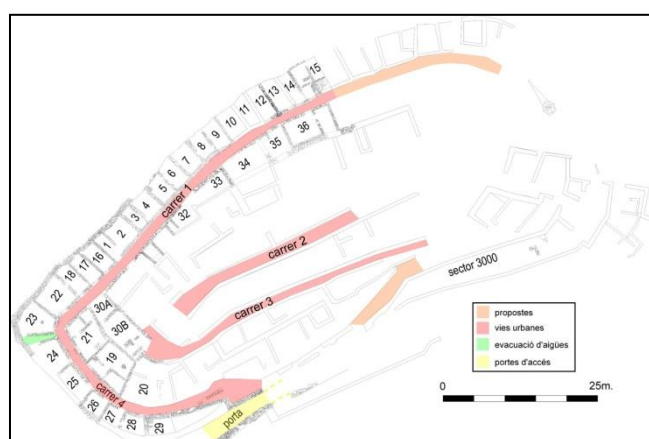 15
14
13
12
11
10
9
8
7
6
5
4
3
2
1
16
17
18
22
23
36
35
34
33
32
carrer 1
carrer 2
carrer 3
sector 3000
30A
30B
21
19
20
24
25
26
27
28
29
carrer 4
porta
propostes
vies urbanes
evacuació d'aigües
portes d'accés
0 25m.